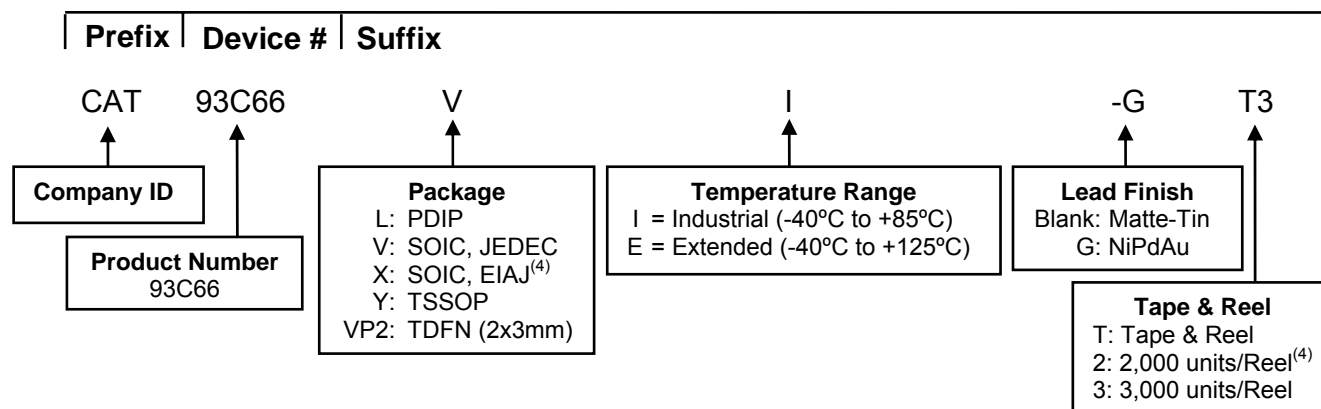 Prefix Device # Suffix
CAT 93C66 V I -G T3
Company ID
Product Number
93C66
Package
L: PDIP
V: SOIC, JEDEC
X: SOIC, EIAJ(4)
Y: TSSOP
VP2: TDFN (2x3mm)
Temperature Range
I = Industrial (-40ºC to +85ºC)
E = Extended (-40ºC to +125ºC)
Lead Finish
Blank: Matte-Tin
G: NiPdAu
Tape & Reel
T: Tape & Reel
2: 2,000 units/Reel(4)
3: 3,000 units/Reel